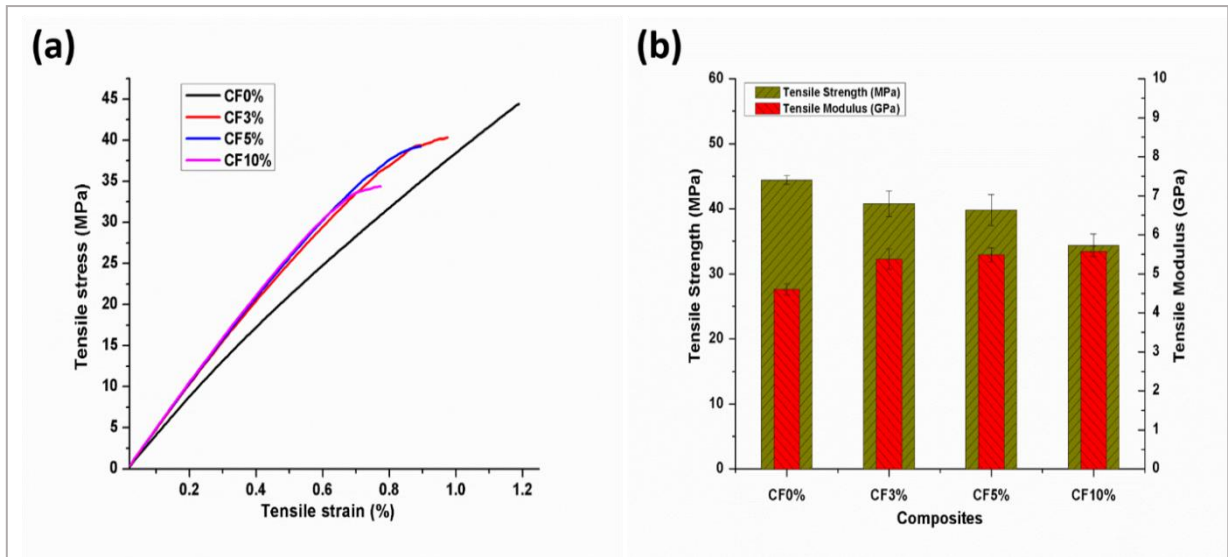 (a)
CF0%
CF3%
CF5%
CF10%
Tensile stress (MPa)
45
40
35
30
25
20
15
10
5
0
0.2 0.4 0.6 0.8 1.0 1.2
Tensile strain (%)
(b)
Tensile Strength (MPa)
Tensile Modulus (GPa)
Tensile Strength (MPa)
60
50
40
30
20
10
0
10
9
8
7
6
5
4
3
2
1
0
Tensile Modulus (GPa)
CF0% CF3% CF5% CF10%
Composites